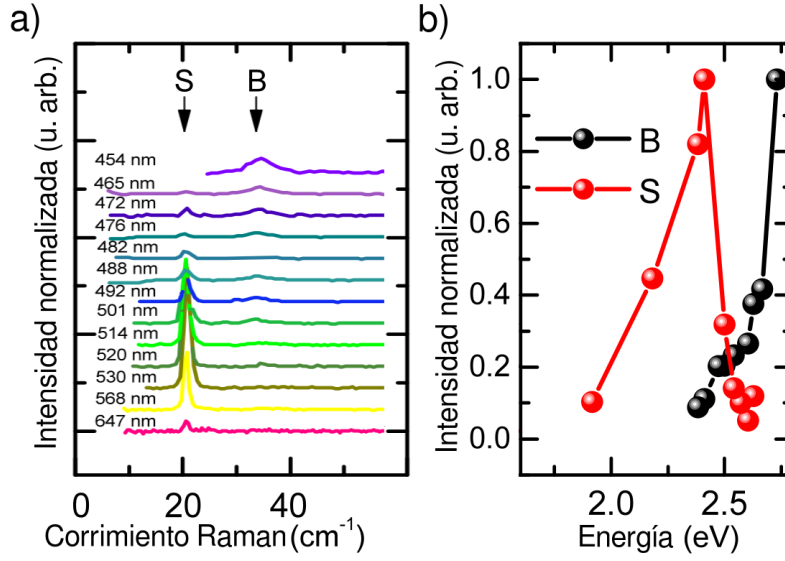 a)
Intensidad normalizada (u. arb.)
S
B
454 nm
465 nm
472 nm
476 nm
482 nm
488 nm
492 nm
501 nm
514 nm
520 nm
530 nm
568 nm
647 nm
0
20
40
Corrimiento Raman (cm⁻¹)
b)
Intensidad normalizada (u. arb.)
1.0
0.8
0.6
0.4
0.2
0.0
B
S
2.0
2.5
Energía (eV)